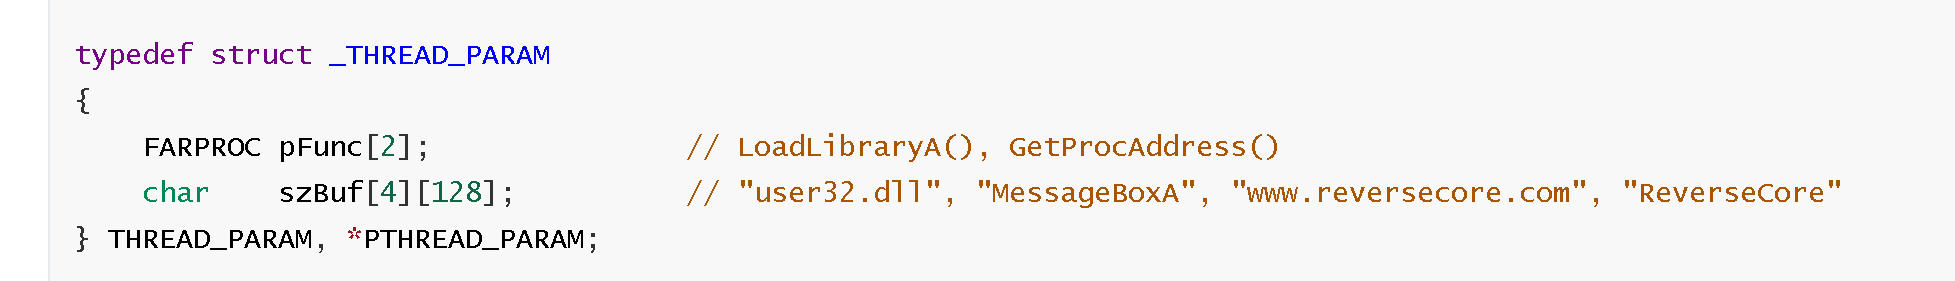 typedef struct _THREAD_PARAM
{
    FARPROC pFunc[2];               // LoadLibraryA(), GetProcAddress()
    char    szBuf[4][128];          // "user32.dll", "MessageBoxA", "www.reversecore.com", "ReverseCore"
} THREAD_PARAM, *PTHREAD_PARAM;